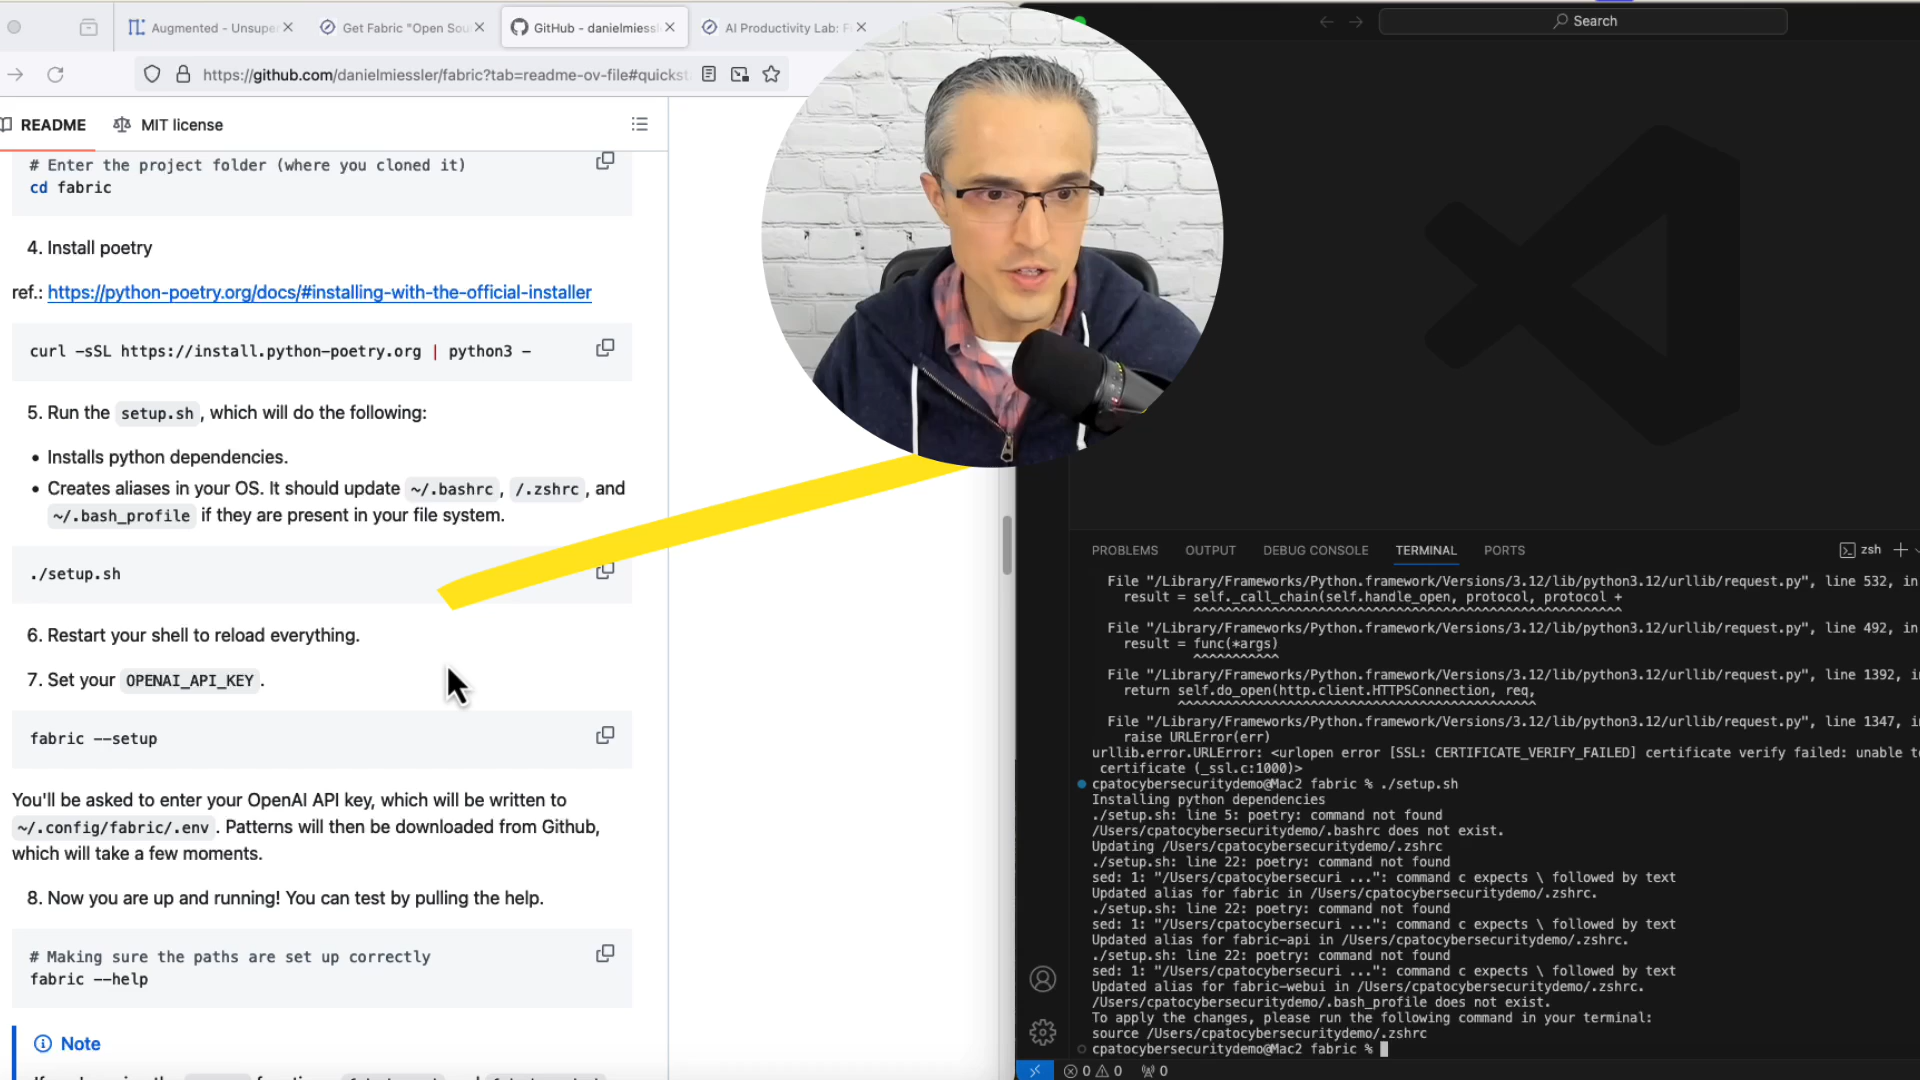 Augmented - Unsuper
Get Fabric "Open Sou
GitHub - danielmiessl
AI Productivity Lab: F
Search
https://github.com/danielmiessler/fabric?tab=readme-ov-file#quickst
README
MIT license
# Enter the project folder (where you cloned it)
cd fabric
4. Install poetry
ref.: https://python-poetry.org/docs/#installing-with-the-official-installer
curl -sSL https://install.python-poetry.org | python3 -
5. Run the setup.sh, which will do the following:
• Installs python dependencies.
• Creates aliases in your OS. It should update ~/.bashrc, /.zshrc, and
~/.bash_profile if they are present in your file system.
./setup.sh
6. Restart your shell to reload everything.
7. Set your OPENAI_API_KEY.
fabric --setup
You'll be asked to enter your OpenAI API key, which will be written to
~/.config/fabric/.env. Patterns will then be downloaded from Github,
which will take a few moments.
8. Now you are up and running! You can test by pulling the help.
# Making sure the paths are set up correctly
fabric --help
Note
PROBLEMS OUTPUT DEBUG CONSOLE TERMINAL PORTS
zsh
File "/Library/Frameworks/Python.framework/Versions/3.12/lib/python3.12/urllib/request.py", line 532, in
result = self._call_chain(self.handle_open, protocol, protocol +
^^^^^^^^^^^^^^^^^^^^^^^^^^^^^^^^^^^^^^^^^^^^^^^^^^^^^^^
File "/Library/Frameworks/Python.framework/Versions/3.12/lib/python3.12/urllib/request.py", line 492, in
result = func(*args)
^^^^^^^^^^^
File "/Library/Frameworks/Python.framework/Versions/3.12/lib/python3.12/urllib/request.py", line 1392, in
return self.do_open(http.client.HTTPSConnection, req,
^^^^^^^^^^^^^^^^^^^^^^^^^^^^^^^^^^^^^^^^^^^^^^
File "/Library/Frameworks/Python.framework/Versions/3.12/lib/python3.12/urllib/request.py", line 1347, in
raise URLError(err)
urllib.error.URLError: <urlopen error [SSL: CERTIFICATE_VERIFY_FAILED] certificate verify failed: unable to
certificate (_ssl.c:1000)>
cpatocybersecuritydemo@Mac2 fabric % ./setup.sh
Installing python dependencies
./setup.sh: line 5: poetry: command not found
/Users/cpatocybersecuritydemo/.bashrc does not exist.
Updating /Users/cpatocybersecuritydemo/.zshrc
./setup.sh: line 22: poetry: command not found
sed: 1: "/Users/cpatocybersecuri ...": command c expects \ followed by text
Updated alias for fabric in /Users/cpatocybersecuritydemo/.zshrc.
./setup.sh: line 22: poetry: command not found
sed: 1: "/Users/cpatocybersecuri ...": command c expects \ followed by text
Updated alias for fabric-api in /Users/cpatocybersecuritydemo/.zshrc.
./setup.sh: line 22: poetry: command not found
sed: 1: "/Users/cpatocybersecuri ...": command c expects \ followed by text
Updated alias for fabric-webui in /Users/cpatocybersecuritydemo/.zshrc.
/Users/cpatocybersecuritydemo/.bash_profile does not exist.
To apply the changes, please run the following command in your terminal:
source /Users/cpatocybersecuritydemo/.zshrc
cpatocybersecuritydemo@Mac2 fabric %
0 0 0